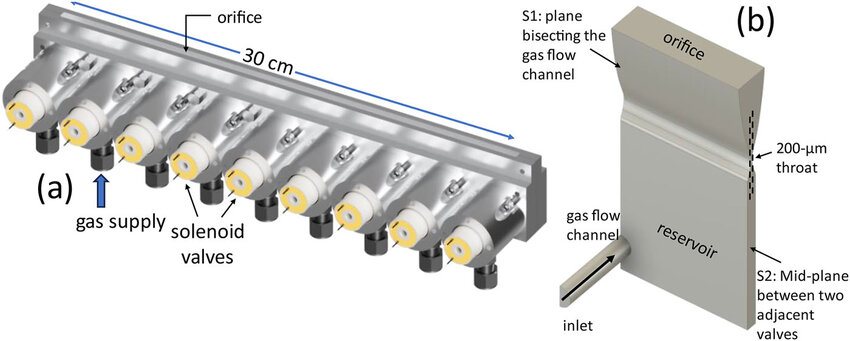 orifice
30 cm
(a)
gas supply
solenoid
valves
S1: plane
bisecting the
gas flow
channel
orifice
(b)
200-µm
throat
gas flow
channel
reservoir
inlet
S2: Mid-plane
between two
adjacent
valves